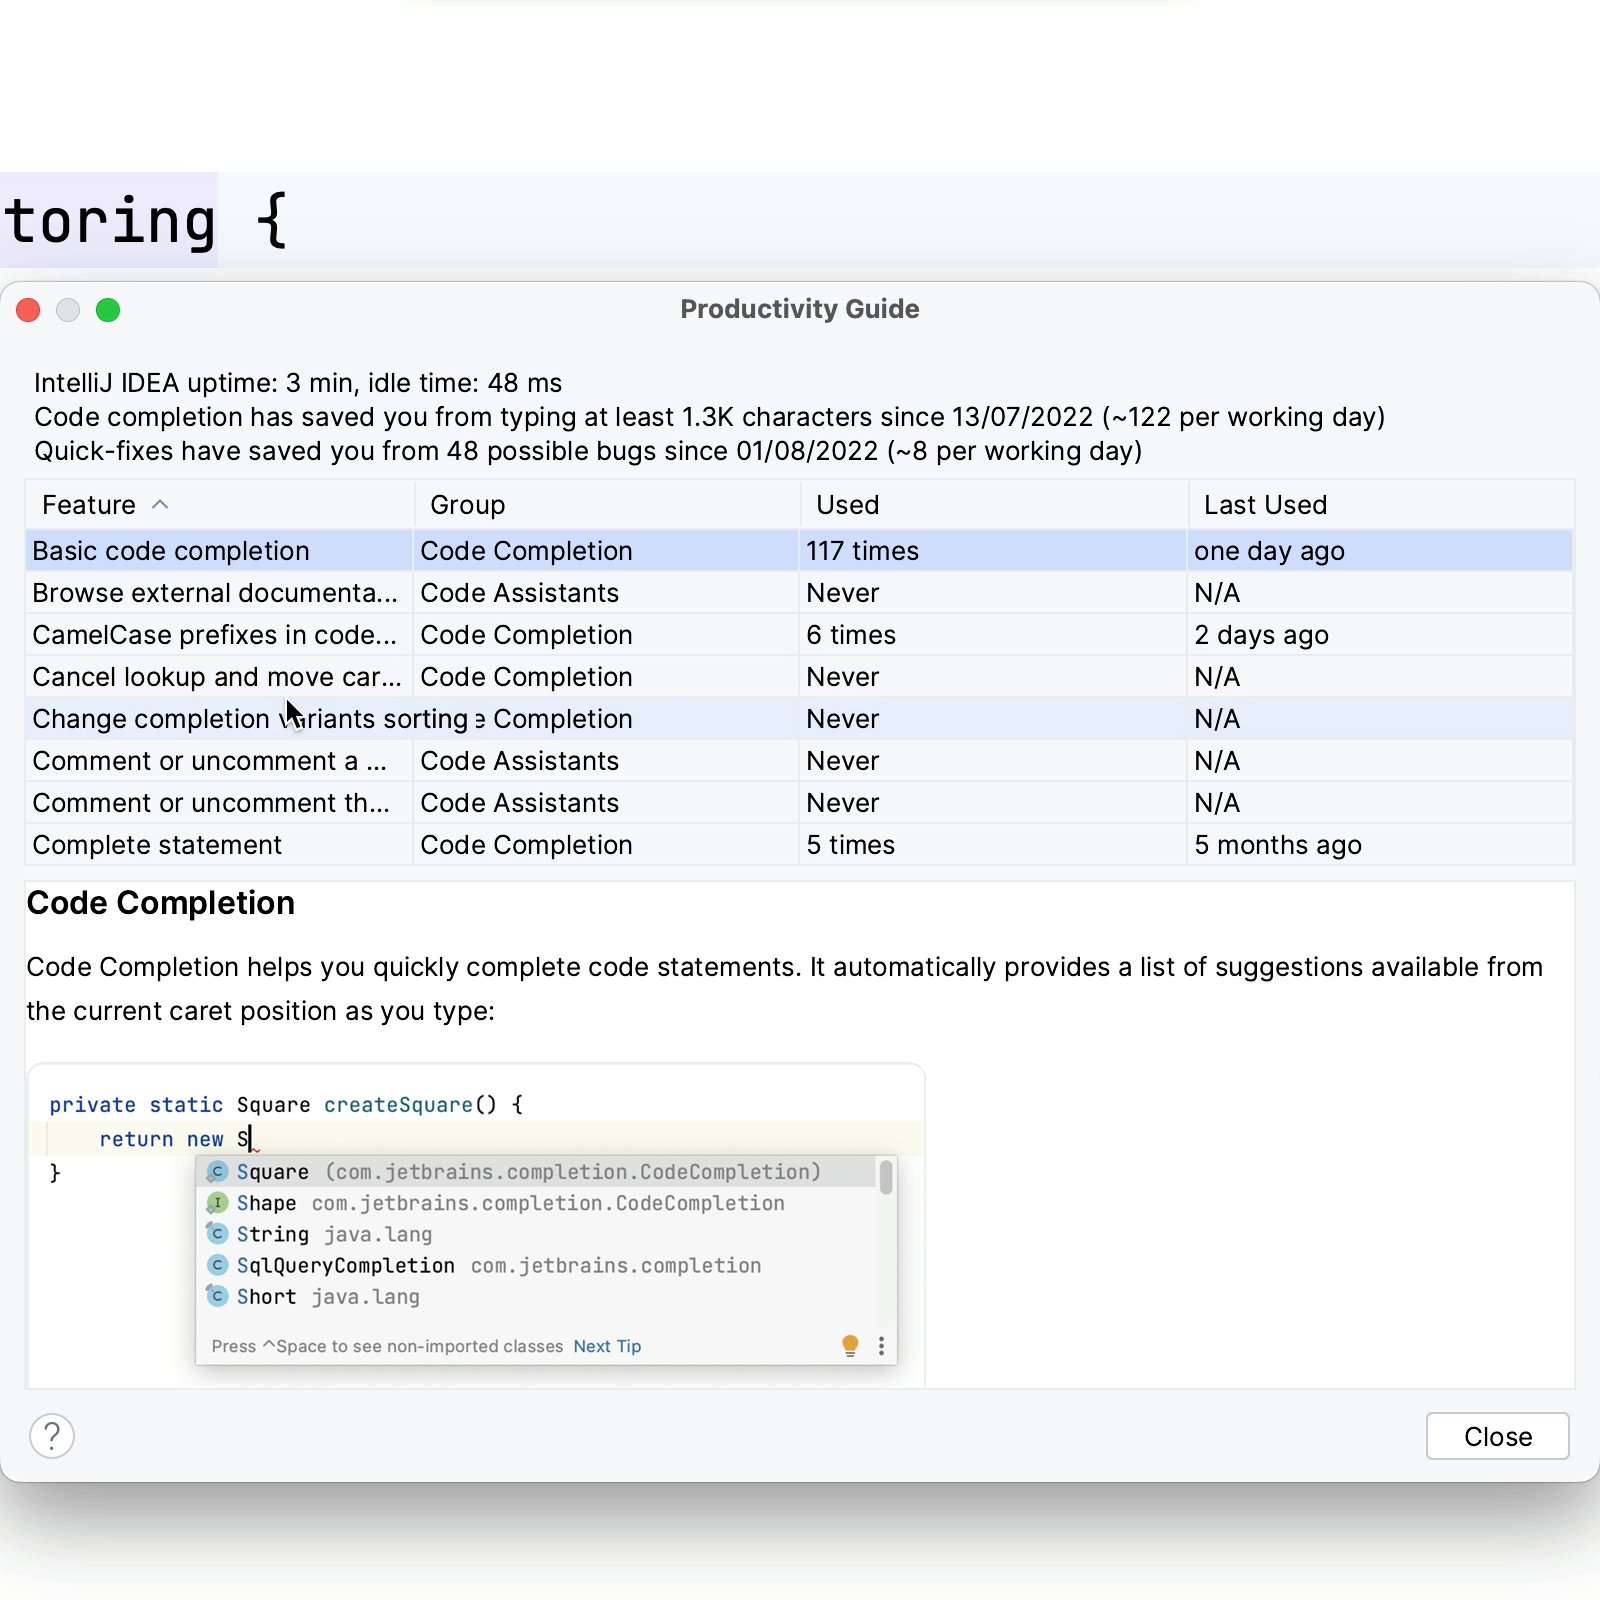 toring {
Productivity Guide
IntelliJ IDEA uptime: 3 min, idle time: 48 ms
Code completion has saved you from typing at least 1.3K characters since 13/07/2022 (~122 per working day)
Quick-fixes have saved you from 48 possible bugs since 01/08/2022 (~8 per working day)
Feature Group Used Last Used
Basic code completion Code Completion 117 times one day ago
Browse external documenta... Code Assistants Never N/A
CamelCase prefixes in code... Code Completion 6 times 2 days ago
Cancel lookup and move car... Code Completion Never N/A
Change completion variants sorting e Completion Never N/A
Comment or uncomment a ... Code Assistants Never N/A
Comment or uncomment th... Code Assistants Never N/A
Complete statement Code Completion 5 times 5 months ago
Code Completion
Code Completion helps you quickly complete code statements. It automatically provides a list of suggestions available from
the current caret position as you type:
private static Square createSquare() {
return new S
}
C Square (com.jetbrains.completion.CodeCompletion)
I Shape com.jetbrains.completion.CodeCompletion
C String java.lang
C SqlQueryCompletion com.jetbrains.completion
C Short java.lang
Press ^Space to see non-imported classes Next Tip
? Close